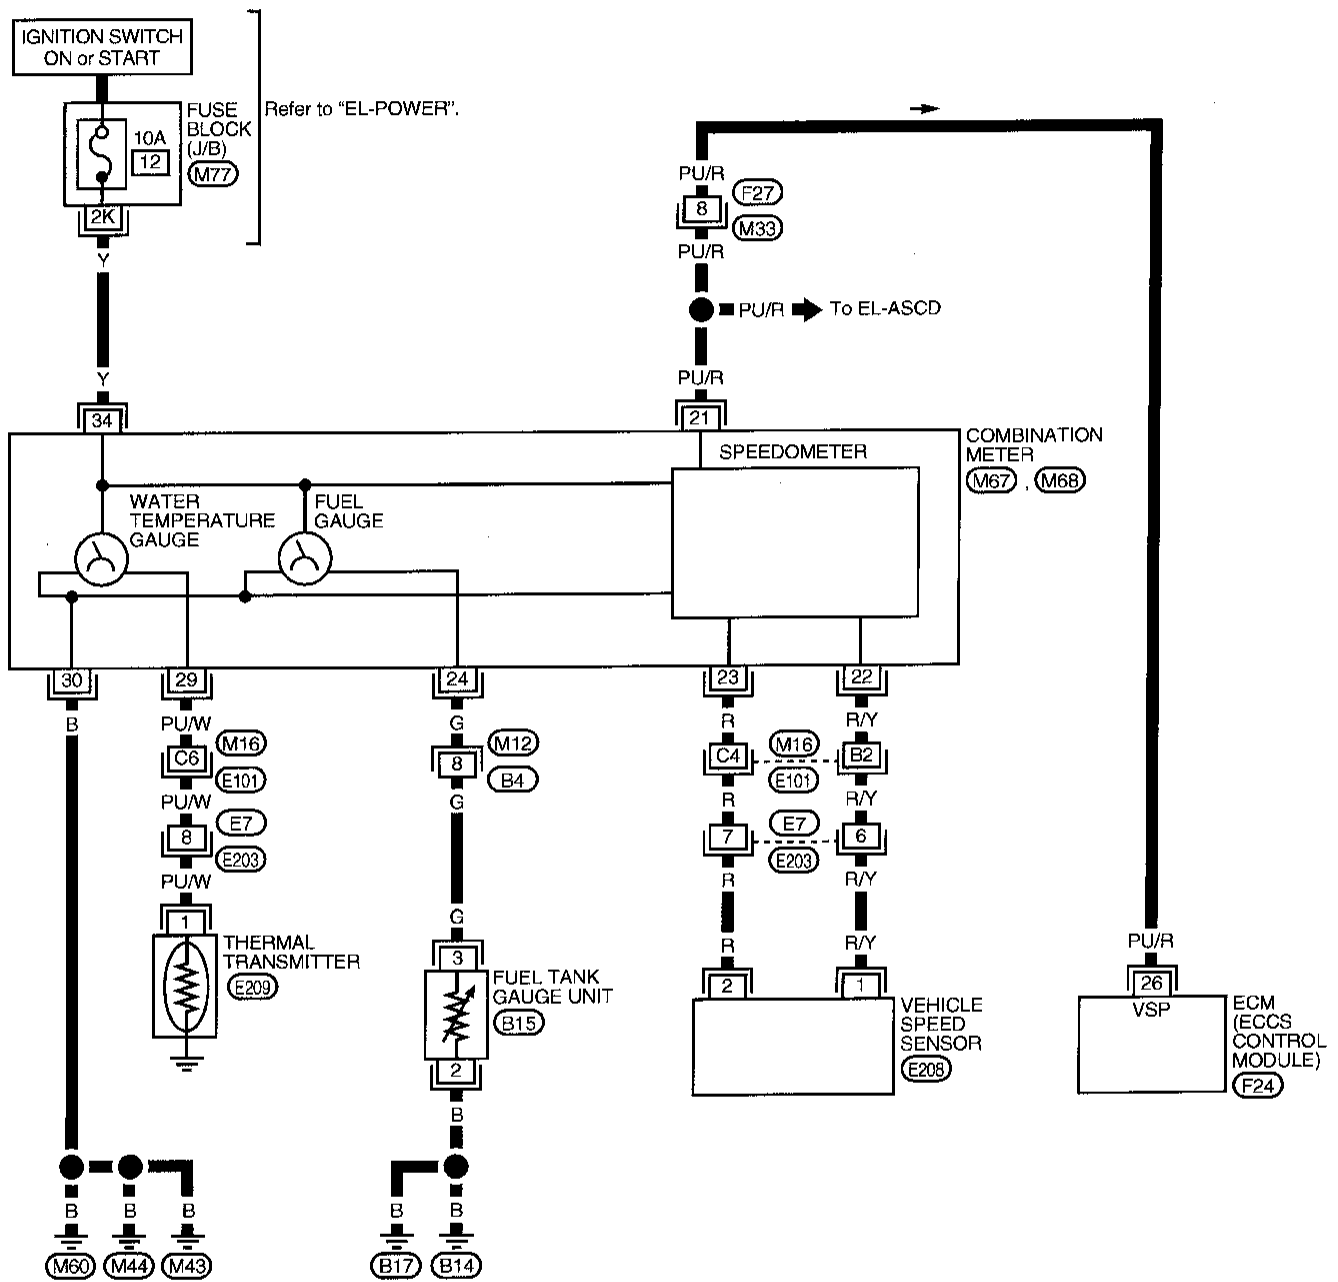 IGNITION SWITCH
ON or START
FUSE
BLOCK
(J/B)
M77
10A
12
2K
Refer to "EL-POWER".
Y
Y
34
PU/R
8
F27
M33
PU/R
PU/R
To EL-ASCD
PU/R
21
COMBINATION
METER
M67 , M68
SPEEDOMETER
WATER
TEMPERATURE
GAUGE
FUEL
GAUGE
30
29
24
23
22
B
PU/W
G
R
R/Y
C6
M16
E101
8
M12
B4
C4
M16
E101
B2
PU/W
G
R
R/Y
8
E7
E203
7
E7
E203
6
PU/W
R
R/Y
1
THERMAL
TRANSMITTER
E209
G
3
FUEL TANK
GAUGE UNIT
B15
2
B
R
R/Y
2
1
VEHICLE
SPEED
SENSOR
E208
PU/R
26
VSP
ECM
(ECCS
CONTROL
MODULE)
F24
B
B
B
B
B
M60
M44
M43
B17
B14